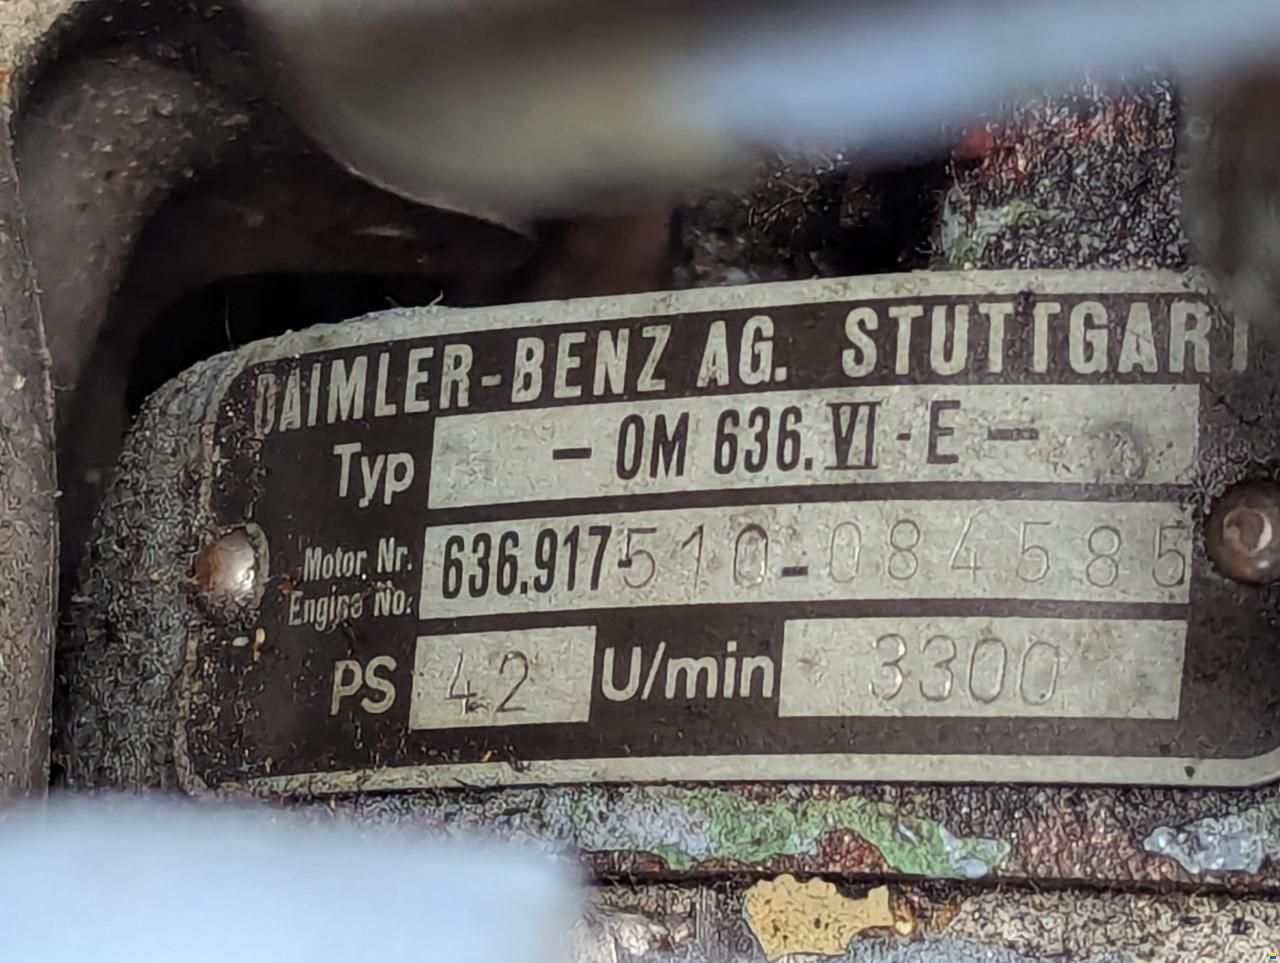 DAIMLER-BENZ AG. STUTTGART
Typ - OM 636.VI-E -
Motor. Nr. 636.917-510-084585
Engine No:
PS 42 U/min 3300